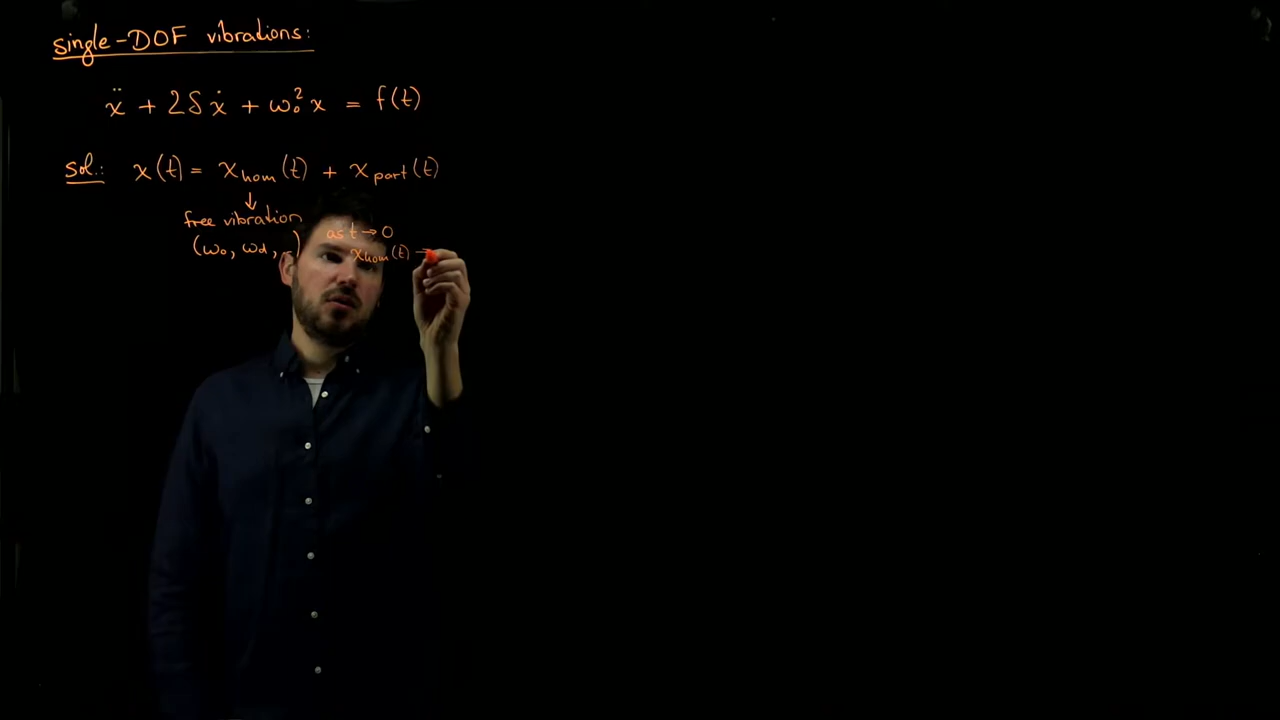 single-DOF vibrations:
ẍ + 2δẋ + ω₀²x = f(t)
sol.: x(t) = x_hom(t) + x_part(t)
↓
free vibration
(ω₀, ω_d, ..) as t→0
x_hom(t) →